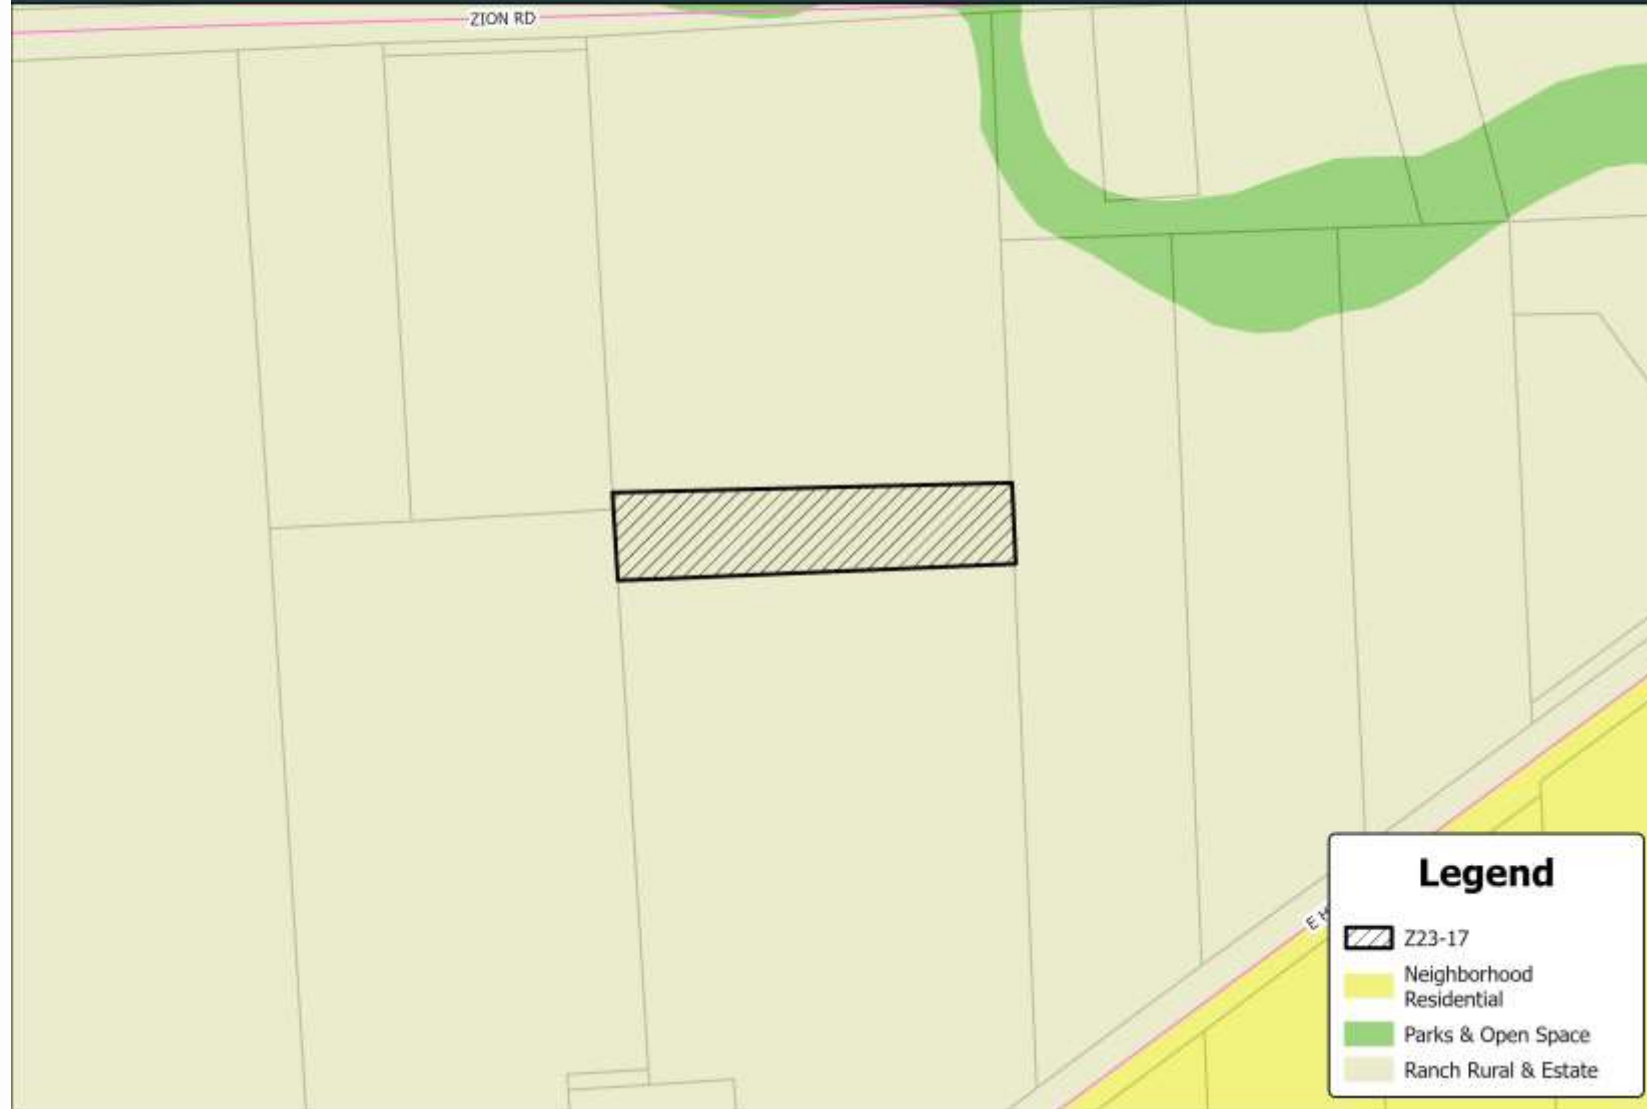 ZION RD
E
Legend
Z23-17
Neighborhood
Residential
Parks & Open Space
Ranch Rural & Estate